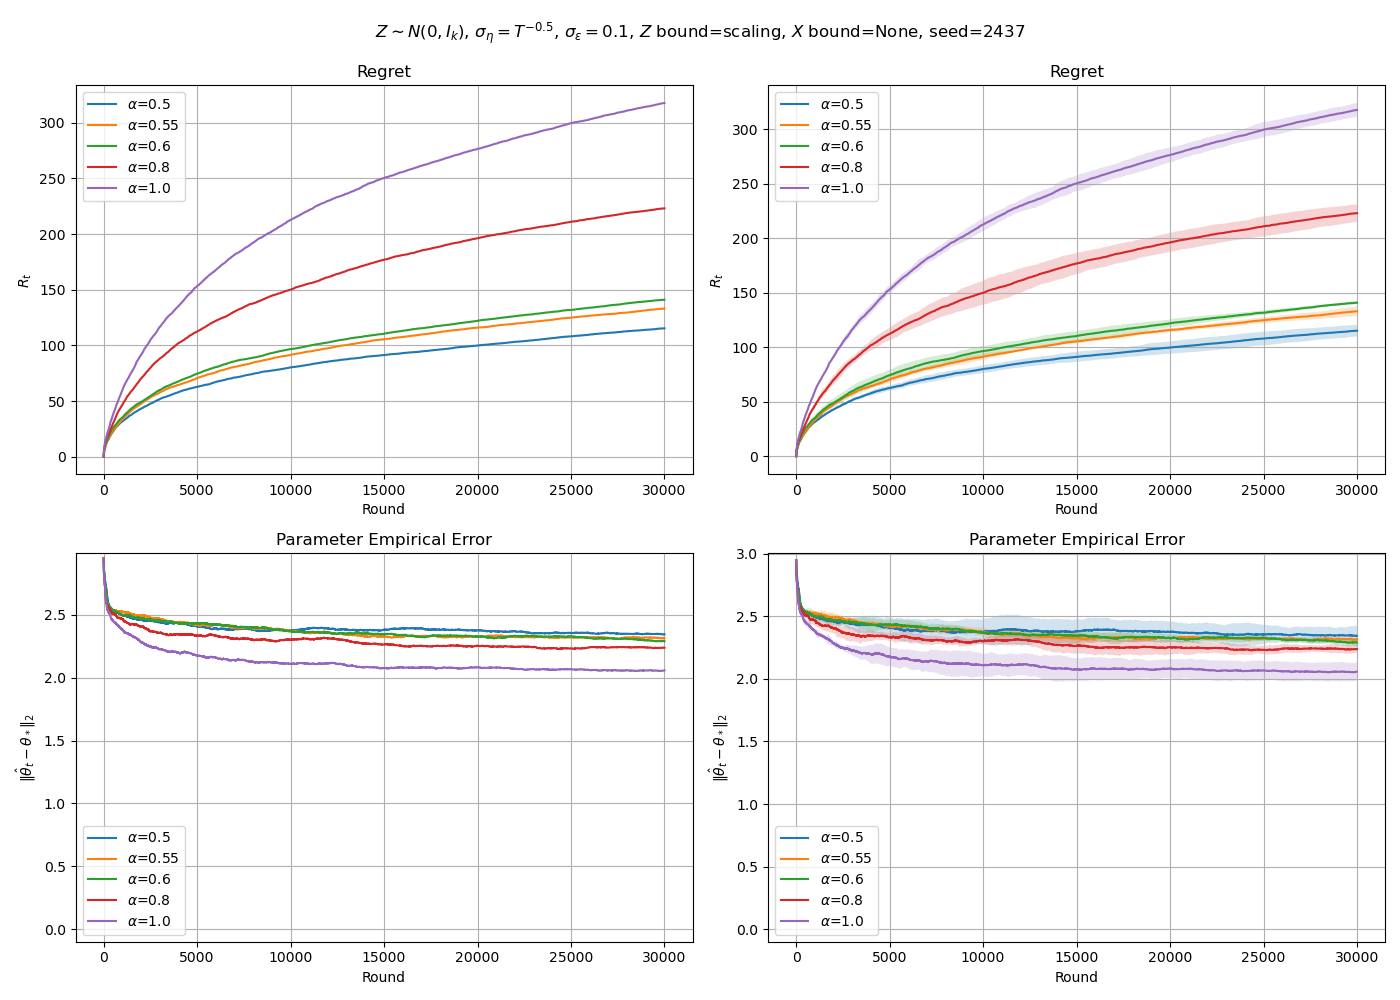 Z ~ N(0, I_k), σ_η = T^{−0.5}, σ_ε = 0.1, Z bound=scaling, X bound=None, seed=2437
Regret
α=0.5
α=0.55
α=0.6
α=0.8
α=1.0
300
250
200
150
100
50
0
R_t
0 5000 10000 15000 20000 25000 30000
Round
Regret
α=0.5
α=0.55
α=0.6
α=0.8
α=1.0
300
250
200
150
100
50
0
R_t
0 5000 10000 15000 20000 25000 30000
Round
Parameter Empirical Error
2.5
2.0
1.5
1.0
0.5
0.0
‖θ̂_t − θ_*‖_2
α=0.5
α=0.55
α=0.6
α=0.8
α=1.0
0 5000 10000 15000 20000 25000 30000
Round
Parameter Empirical Error
3.0
2.5
2.0
1.5
1.0
0.5
0.0
‖θ̂_t − θ_*‖_2
α=0.5
α=0.55
α=0.6
α=0.8
α=1.0
0 5000 10000 15000 20000 25000 30000
Round